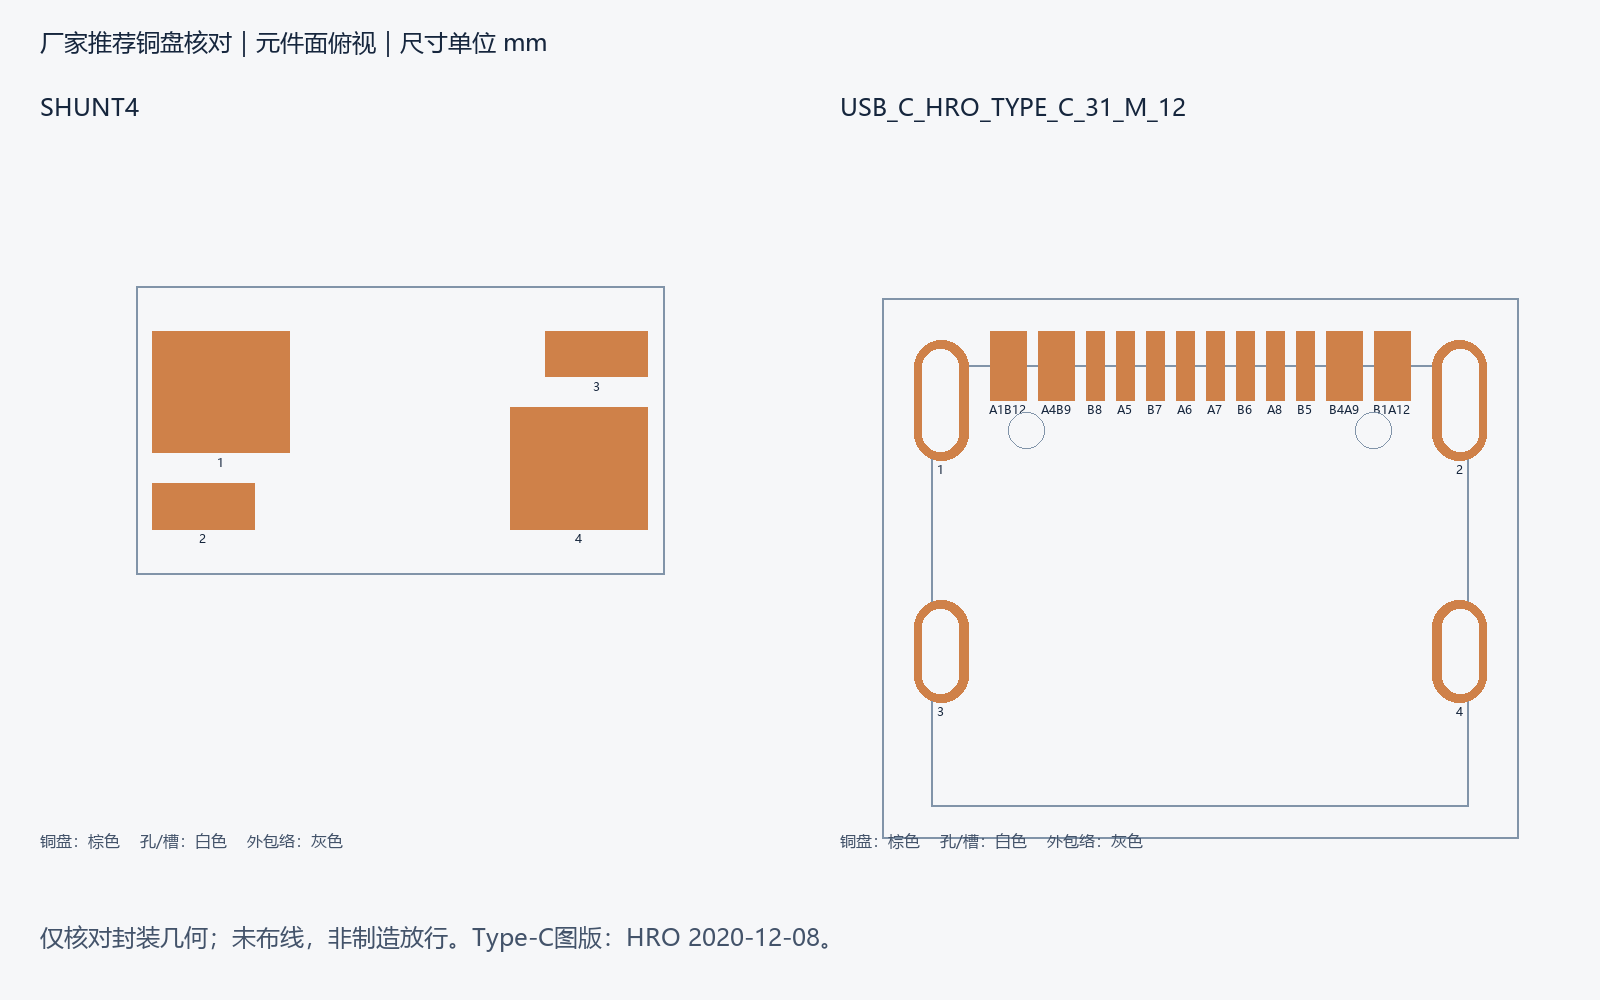 厂家推荐铜盘核对｜元件面俯视｜尺寸单位 mm
SHUNT4
USB_C_HRO_TYPE_C_31_M_12
3
1
2
4
A1B12 A4B9 B8 A5 B7 A6 A7 B6 A8 B5 B4A9 B1A12
1
2
3
4
铜盘：棕色 孔/槽：白色 外包络：灰色
铜盘：棕色 孔/槽：白色 外包络：灰色
仅核对封装几何；未布线，非制造放行。Type-C图版：HRO 2020-12-08。